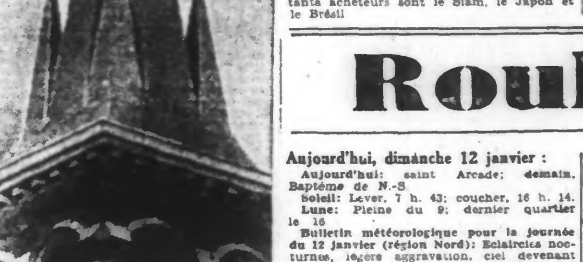 tants acheteurs sont le Siam, le Japon et
le Brésil
Roul
Aujourd'hui, dimanche 12 janvier :
Aujourd'hui: saint Arcade; demain,
Baptême de N.-S.
Soleil: Lever, 7 h. 43; coucher, 16 h. 14.
Lune: Pleine du 9; dernier quartier
le 16
Bulletin météorologique pour la journée
du 12 janvier (région Nord): Eclaircies noc-
turnes, légère aggravation, ciel devenant